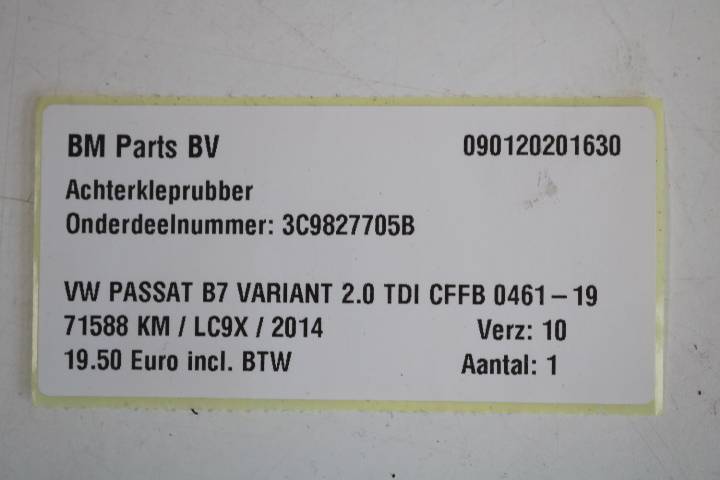 BM Parts BV 090120201630
Achterkleprubber
Onderdeelnummer: 3C9827705B
VW PASSAT B7 VARIANT 2.0 TDI CFFB 0461 – 19
71588 KM / LC9X / 2014 Verz: 10
19.50 Euro incl. BTW Aantal: 1